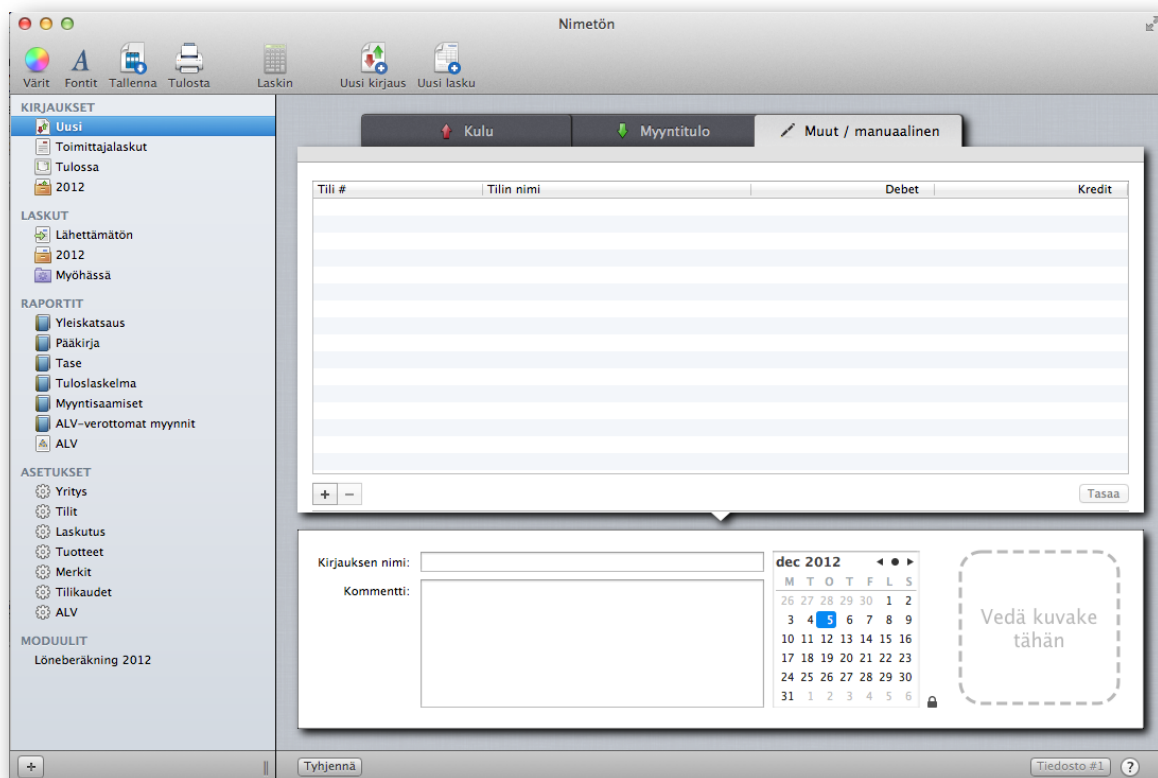 Nimetön
Värit Fontit Tallenna Tulosta Laskin Uusi kirjaus Uusi lasku
KIRJAUKSET
Uusi
Toimittajalaskut
Tulossa
2012
LASKUT
Lähettämätön
2012
Myöhässä
RAPORTIT
Yleiskatsaus
Pääkirja
Tase
Tuloslaskelma
Myyntisaamiset
ALV-verottomat myynnit
ALV
ASETUKSET
Yritys
Tilit
Laskutus
Tuotteet
Merkit
Tilikaudet
ALV
MODUULIT
Löneberäkning 2012
Kulu Myyntitulo Muut / manuaalinen
Tili # Tilin nimi Debet Kredit
+ − Tasaa
Kirjauksen nimi:
Kommentti:
dec 2012
M T O T F L S
26 27 28 29 30 1 2
3 4 5 6 7 8 9
10 11 12 13 14 15 16
17 18 19 20 21 22 23
24 25 26 27 28 29 30
31 1 2 3 4 5 6
Vedä kuvake
tähän
+ Tyhjennä Tiedosto #1 ?